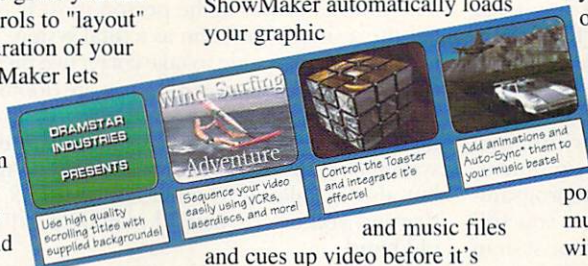 rols to "layout"
uration of your
Maker lets
ShowMaker automatically loads
your graphic
DRAMSTAR
INDUSTRIES
PRESENTS
Use high quality
scrolling titles with
supplied backgrounds!
Wind Surfing
Adventure
Sequence your video
easily using VCRs,
laserdiscs, and more!
Control the Toaster
and integrate it's
effects!
Add animations and
Auto-Sync* them to
your music beats!
and music files
and cues up video before it's
po
mu
wi